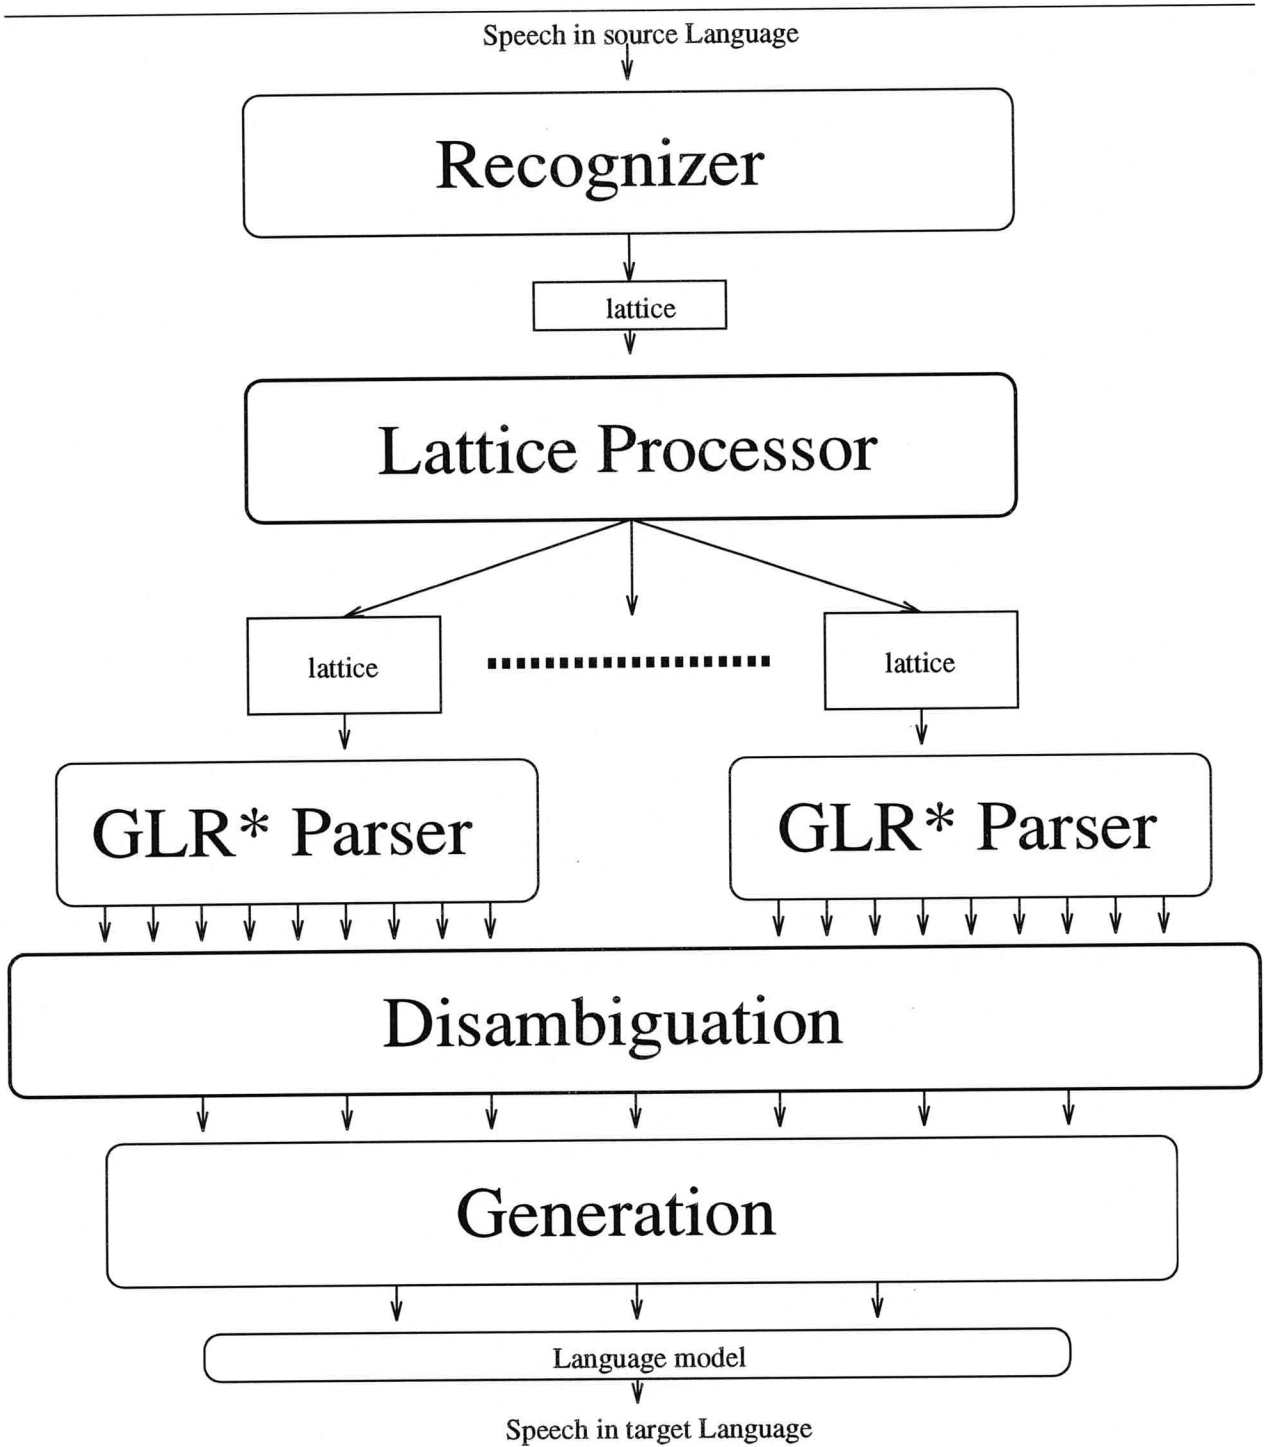 Speech in source Language
Recognizer
lattice
Lattice Processor
lattice
lattice
GLR* Parser
GLR* Parser
Disambiguation
Generation
Language model
Speech in target Language